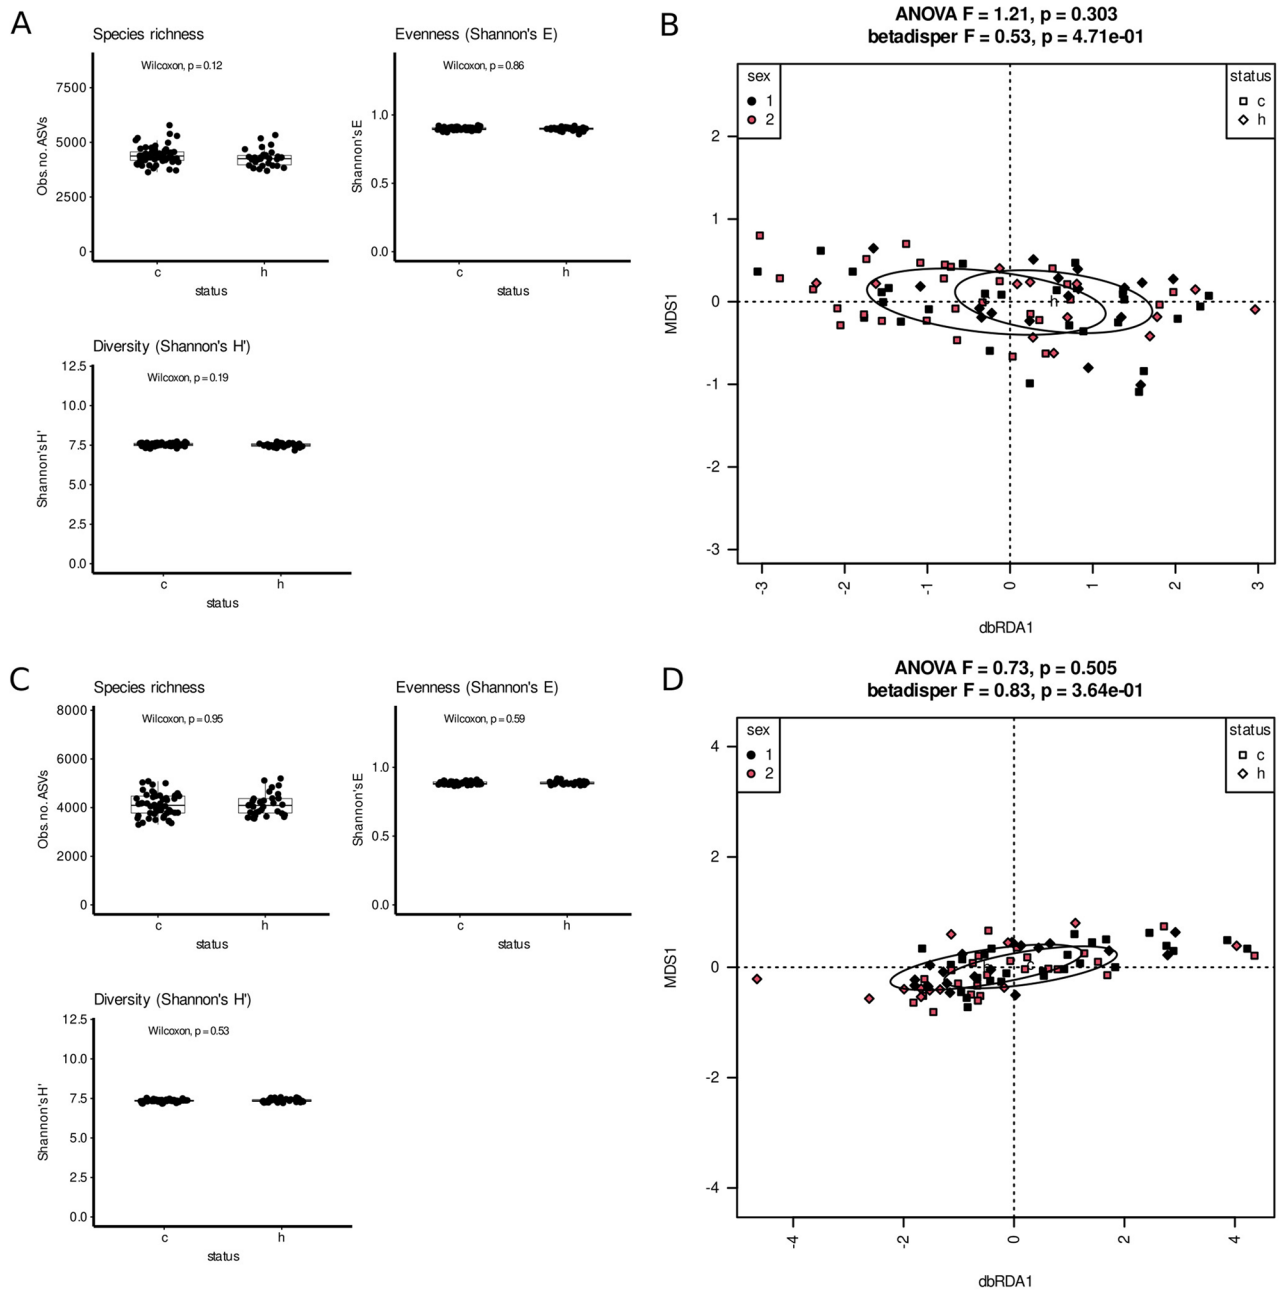 A
Species richness
Wilcoxon, p = 0.12
Obs. no. ASVs
7500
5000
2500
0
c
h
status
Evenness (Shannon's E)
Wilcoxon, p = 0.86
Shannon's E
1.0
0.5
0.0
c
h
status
Diversity (Shannon's H')
Wilcoxon, p = 0.19
Shannon's H'
12.5
10.0
7.5
5.0
2.5
0.0
c
h
status
B
ANOVA F = 1.21, p = 0.303
betadisper F = 0.53, p = 4.71e-01
sex
1
2
status
c
h
MDS1
2
1
0
-1
-2
-3
h
-3
-2
-1
0
1
2
3
dbRDA1
C
Species richness
Wilcoxon, p = 0.95
Obs. no. ASVs
8000
6000
4000
2000
0
c
h
status
Evenness (Shannon's E)
Wilcoxon, p = 0.59
Shannon's E
1.0
0.5
0.0
c
h
status
Diversity (Shannon's H')
Wilcoxon, p = 0.53
Shannon's H'
12.5
10.0
7.5
5.0
2.5
0.0
c
h
status
D
ANOVA F = 0.73, p = 0.505
betadisper F = 0.83, p = 3.64e-01
sex
1
2
status
c
h
MDS1
4
2
0
-2
-4
c
-4
-2
0
2
4
dbRDA1